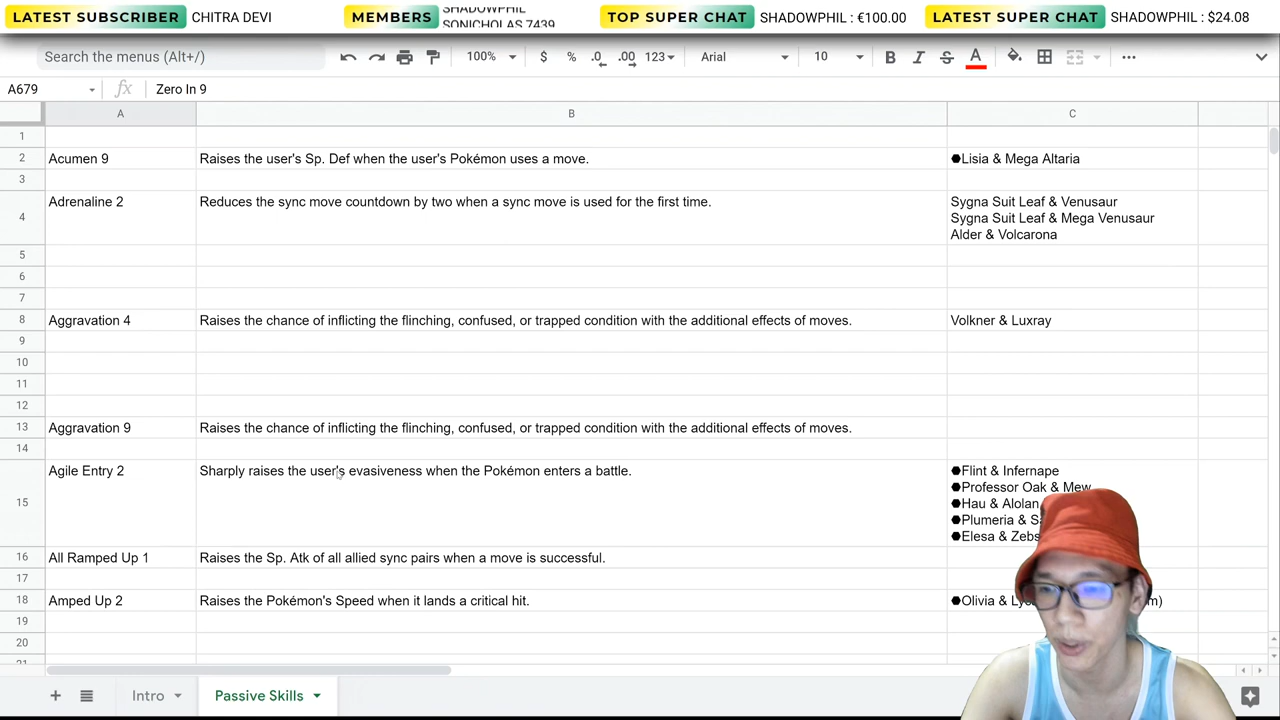 LATEST SUBSCRIBER CHITRA DEVI MEMBERS SHADOWPHIL SONICHOLAS 7439 TOP SUPER CHAT SHADOWPHIL : €100.00 LATEST SUPER CHAT SHADOWPHIL : $24.08
Search the menus (Alt+/) 100% $ % .0 .00 123 Arial 10 B I S A
A679 fx Zero In 9
A B C
1
2 Acumen 9 Raises the user's Sp. Def when the user's Pokémon uses a move. ⬣Lisia & Mega Altaria
3
4 Adrenaline 2 Reduces the sync move countdown by two when a sync move is used for the first time. Sygna Suit Leaf & Venusaur
Sygna Suit Leaf & Mega Venusaur
Alder & Volcarona
5
6
7
8 Aggravation 4 Raises the chance of inflicting the flinching, confused, or trapped condition with the additional effects of moves. Volkner & Luxray
9
10
11
12
13 Aggravation 9 Raises the chance of inflicting the flinching, confused, or trapped condition with the additional effects of moves.
14
15 Agile Entry 2 Sharply raises the user's evasiveness when the Pokémon enters a battle. ⬣Flint & Infernape
⬣Professor Oak & Mew
⬣Hau & Alolan
⬣Plumeria &
⬣Elesa &
16 All Ramped Up 1 Raises the Sp. Atk of all allied sync pairs when a move is successful.
17
18 Amped Up 2 Raises the Pokémon's Speed when it lands a critical hit. ⬣Olivia &
19
20
21
+ Intro Passive Skills